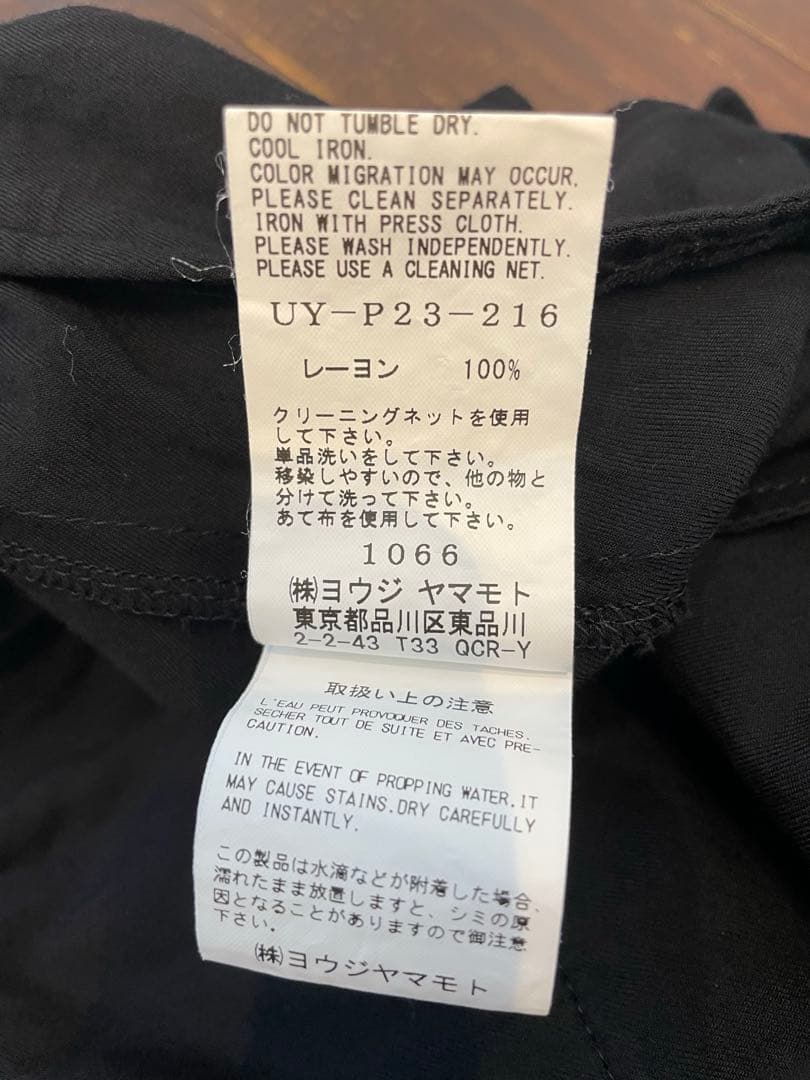 DO NOT TUMBLE DRY.
COOL IRON.
COLOR MIGRATION MAY OCCUR.
PLEASE CLEAN SEPARATELY.
IRON WITH PRESS CLOTH.
PLEASE WASH INDEPENDENTLY.
PLEASE USE A CLEANING NET.
UY-P23-216
レーヨン 100%
クリーニングネットを使用
して下さい。
単品洗いをして下さい。
移染しやすいので、他の物と
分けて洗って下さい。
あて布を使用して下さい。
1066
㈱ヨウジ ヤマモト
東京都品川区東品川
2-2-43 T33 QCR-Y
取扱い上の注意
L'EAU PEUT PROVOQUER DES TACHES.
SECHER TOUT DE SUITE ET AVEC PRE-
CAUTION.
IN THE EVENT OF PROPPING WATER.IT
MAY CAUSE STAINS.DRY CAREFULLY
AND INSTANTLY.
この製品は水滴などが附着した場合、
濡れたまま放置しますと、シミの原
因となることがありますので御注意
下さい。
㈱ヨウジヤマモト